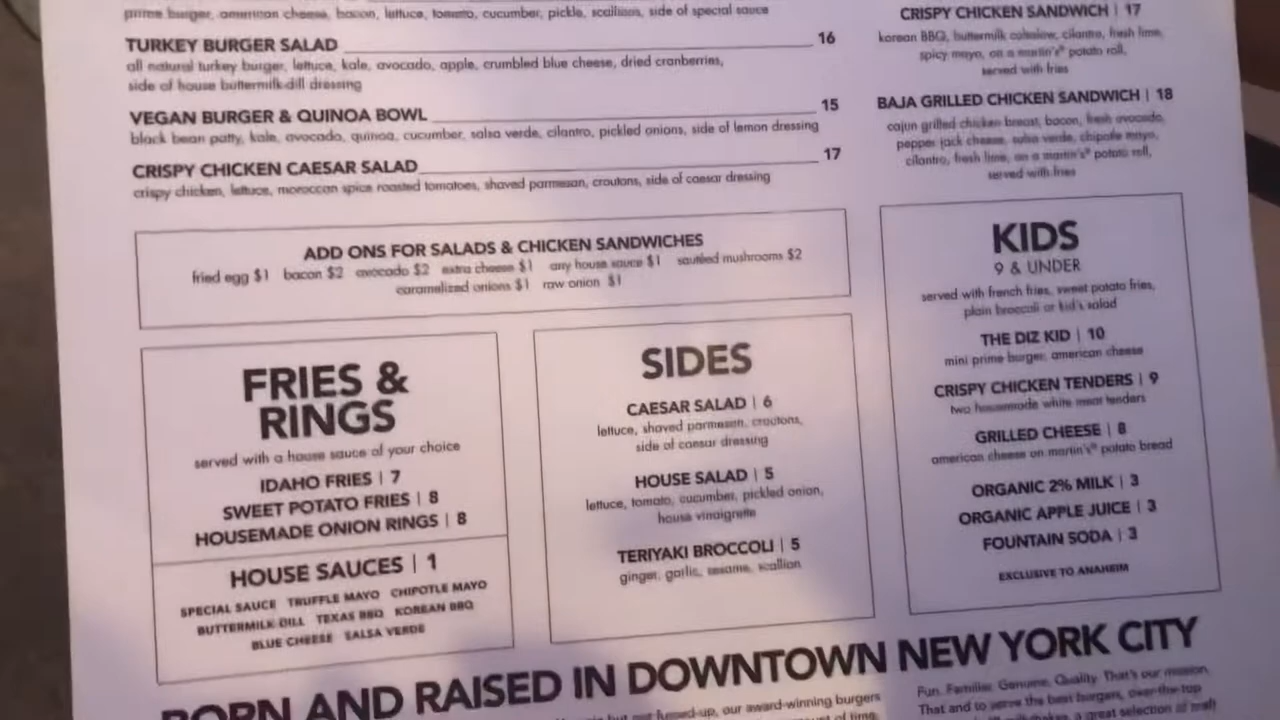 prime burger, american cheese, bacon, lettuce, tomato, cucumber, pickle, scallions, side of special sauce
TURKEY BURGER SALAD 16
all natural turkey burger, lettuce, kale, avocado, apple, crumbled blue cheese, dried cranberries,
side of house buttermilk-dill dressing
VEGAN BURGER & QUINOA BOWL 15
black bean patty, kale, avocado, quinoa, cucumber, salsa verde, cilantro, pickled onions, side of lemon dressing
CRISPY CHICKEN CAESAR SALAD 17
crispy chicken, lettuce, moroccan spice roasted tomatoes, shaved parmesan, croutons, side of caesar dressing
CRISPY CHICKEN SANDWICH | 17
korean BBQ, buttermilk coleslaw, cilantro, fresh lime,
spicy mayo, on a martin's® potato roll,
served with fries
BAJA GRILLED CHICKEN SANDWICH | 18
cajun grilled chicken breast, bacon, fresh avocado,
pepper jack cheese, salsa verde, chipotle mayo,
cilantro, fresh lime, on a martin's® potato roll,
served with fries
ADD ONS FOR SALADS & CHICKEN SANDWICHES
fried egg $1 bacon $2 avocado $2 extra cheese $1 any house sauce $1 sautéed mushrooms $2
caramelized onions $1 raw onion $1
FRIES &
RINGS
served with a house sauce of your choice
IDAHO FRIES | 7
SWEET POTATO FRIES | 8
HOUSEMADE ONION RINGS | 8
HOUSE SAUCES | 1
SPECIAL SAUCE TRUFFLE MAYO CHIPOTLE MAYO
BUTTERMILK-DILL TEXAS BBQ KOREAN BBQ
BLUE CHEESE SALSA VERDE
SIDES
CAESAR SALAD | 6
lettuce, shaved parmesan, croutons,
side of caesar dressing
HOUSE SALAD | 5
lettuce, tomato, cucumber, pickled onion,
house vinaigrette
TERIYAKI BROCCOLI | 5
ginger, garlic, sesame, scallion
KIDS
9 & UNDER
served with french fries, sweet potato fries,
plain broccoli or kid's salad
THE DIZ KID | 10
mini prime burger, american cheese
CRISPY CHICKEN TENDERS | 9
two housemade white meat tenders
GRILLED CHEESE | 8
american cheese on martin's® potato bread
ORGANIC 2% MILK | 3
ORGANIC APPLE JUICE | 3
FOUNTAIN SODA | 3
EXCLUSIVE TO ANAHEIM
BORN AND RAISED IN DOWNTOWN NEW YORK CITY
but our fussed-up, our award-winning burgers
amount of time,
Fun. Familiar. Genuine. Quality. That's our mission.
That and to serve the best burgers, over-the-top
a great selection of craft